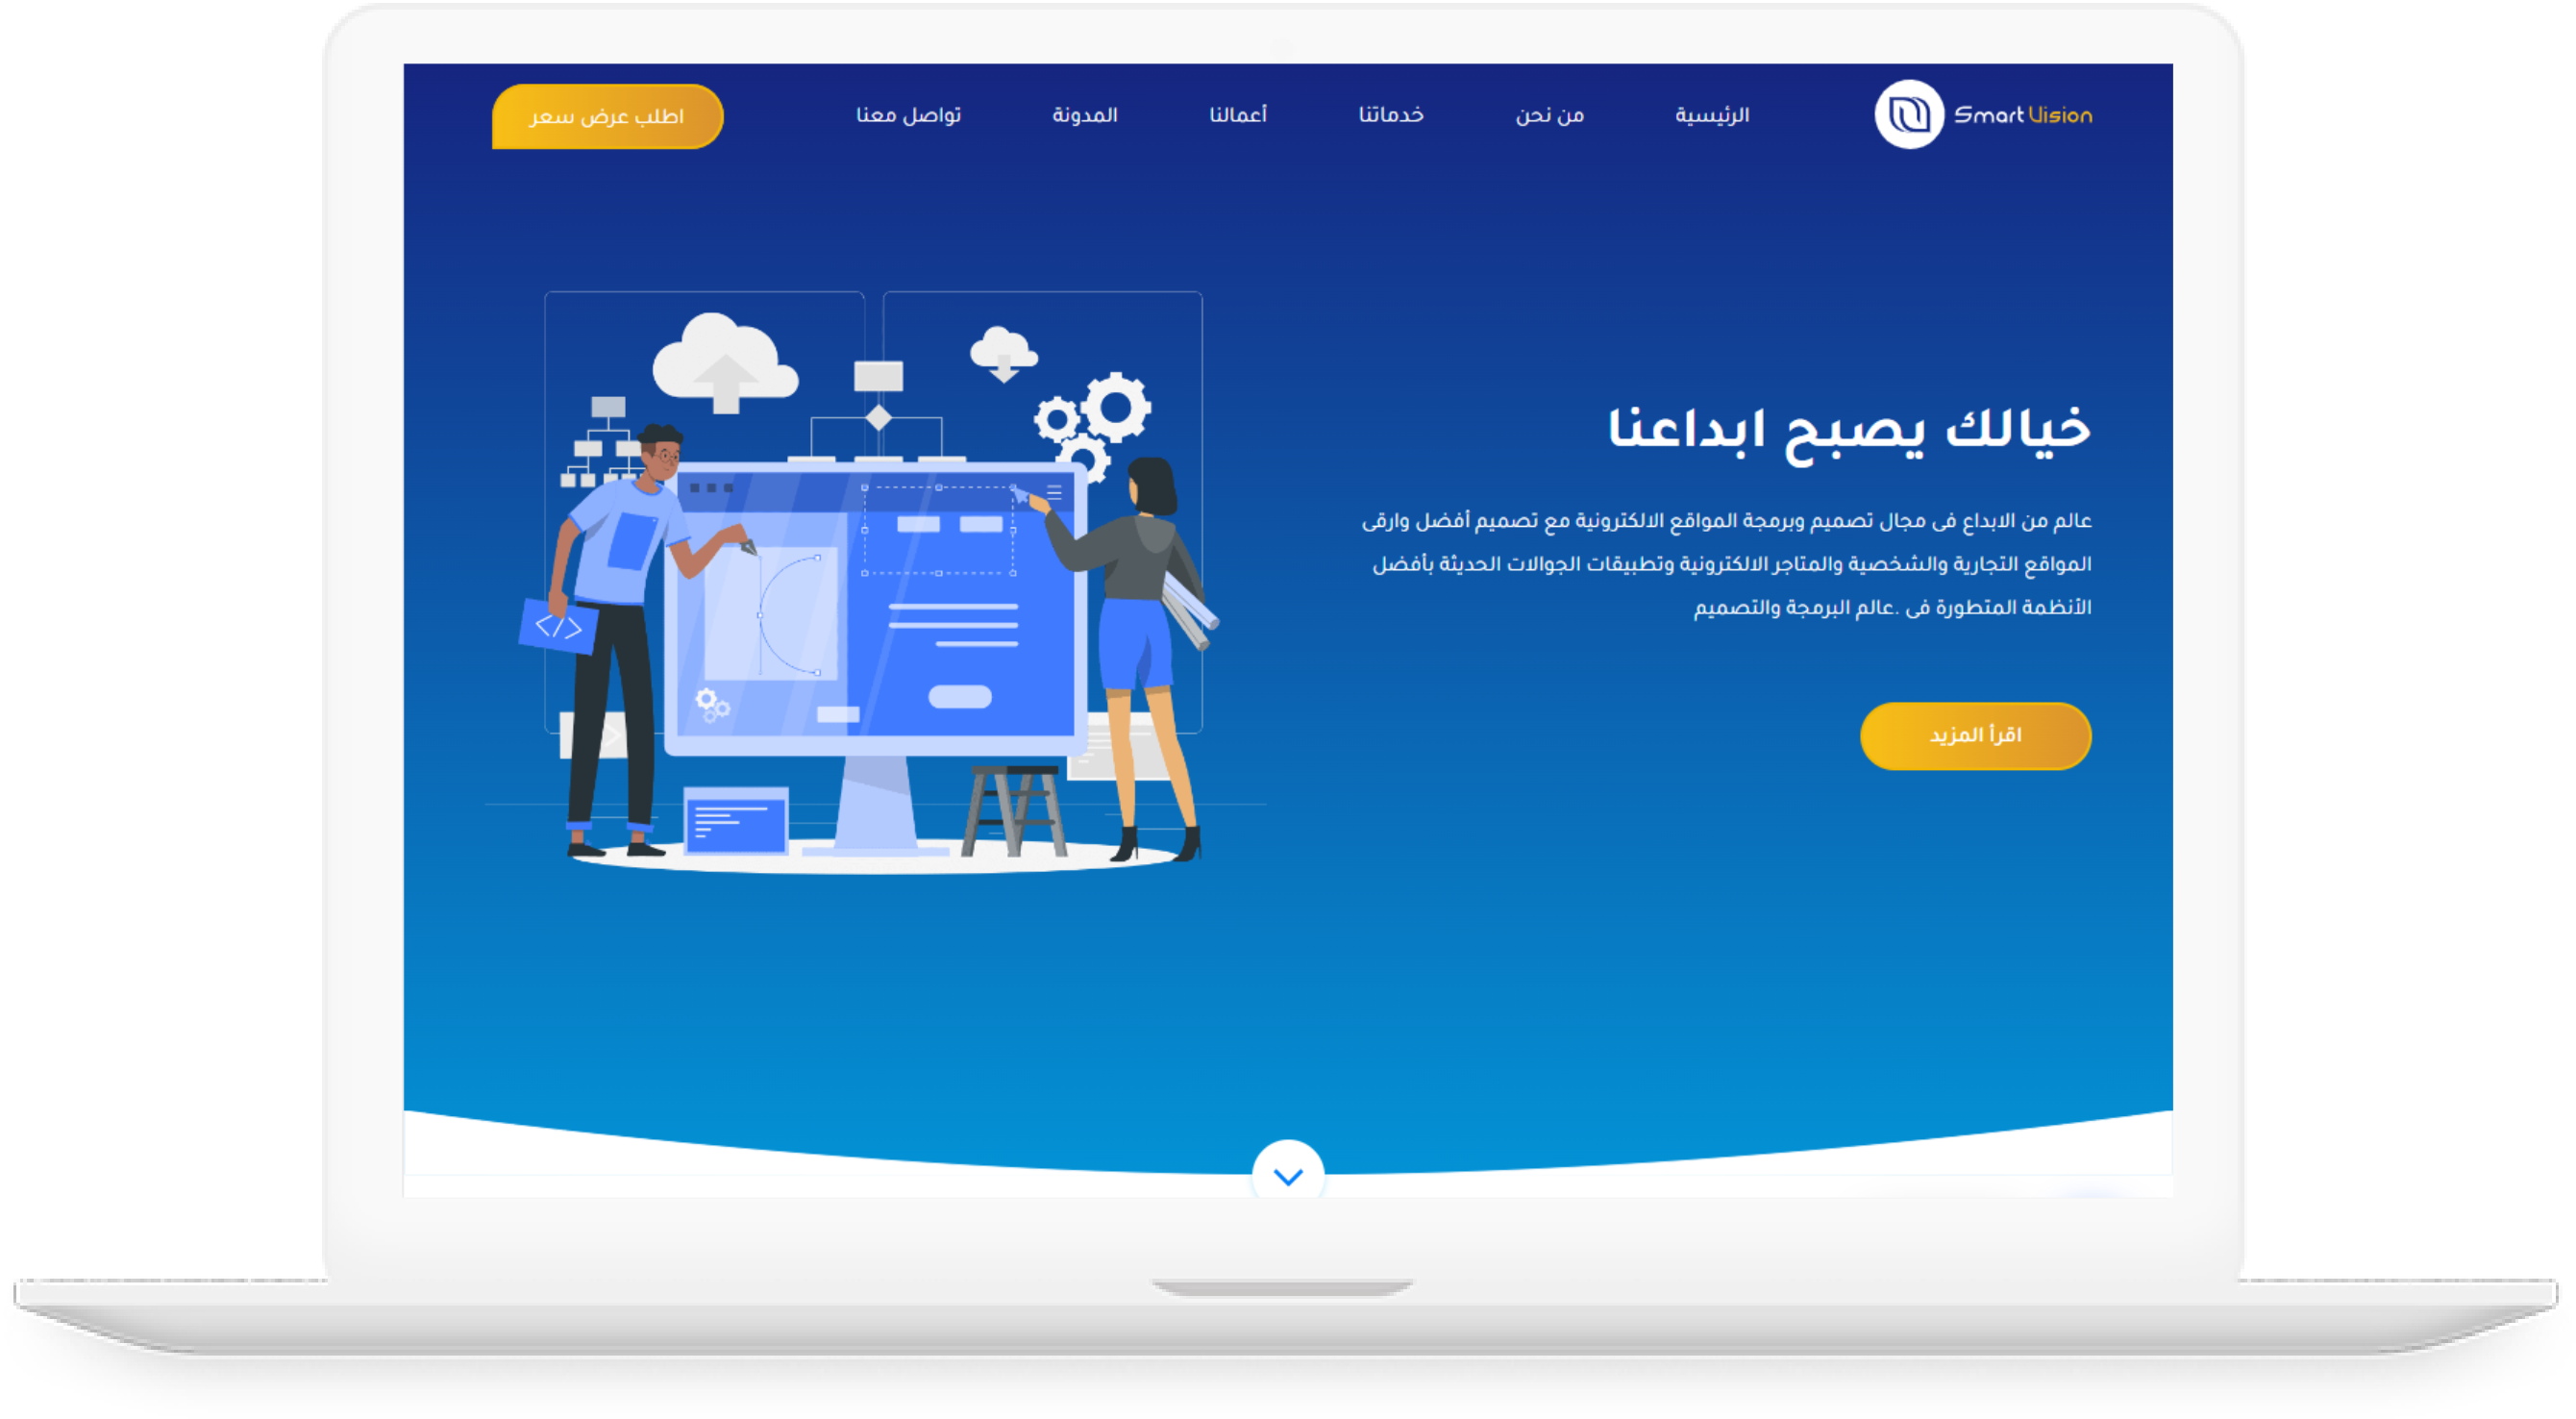 Smart Vision
الرئيسية
من نحن
خدماتنا
أعمالنا
المدونة
تواصل معنا
اطلب عرض سعر
خيالك يصبح ابداعنا
عالم من الابداع فى مجال تصميم وبرمجة المواقع الالكترونية مع تصميم أفضل وارقى
المواقع التجارية والشخصية والمتاجر الالكترونية وتطبيقات الجوالات الحديثة بأفضل
الأنظمة المتطورة فى .عالم البرمجة والتصميم
اقرأ المزيد